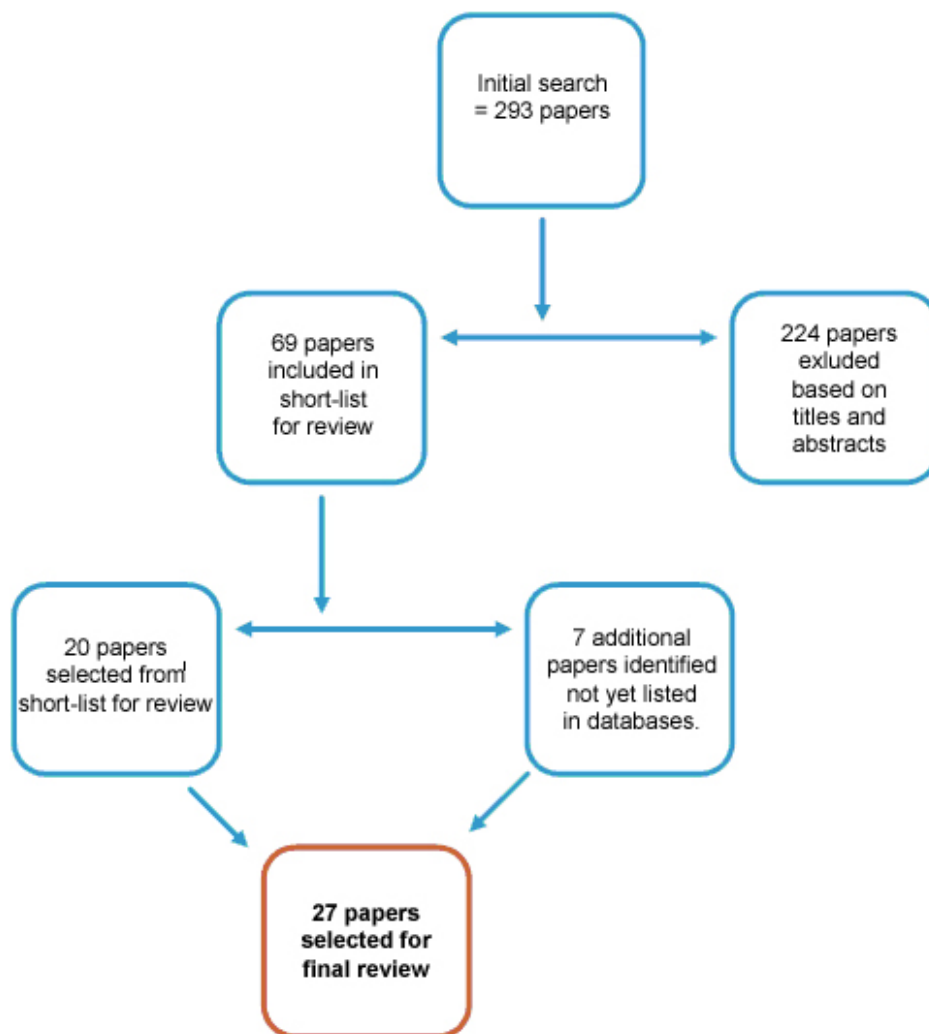 Initial search
= 293 papers
69 papers
included in
short-list
for review
224 papers
exluded
based on
titles and
abstracts
20 papers
selected from
short-list for review
7 additional
papers identified
not yet listed
in databases.
27 papers
selected for
final review